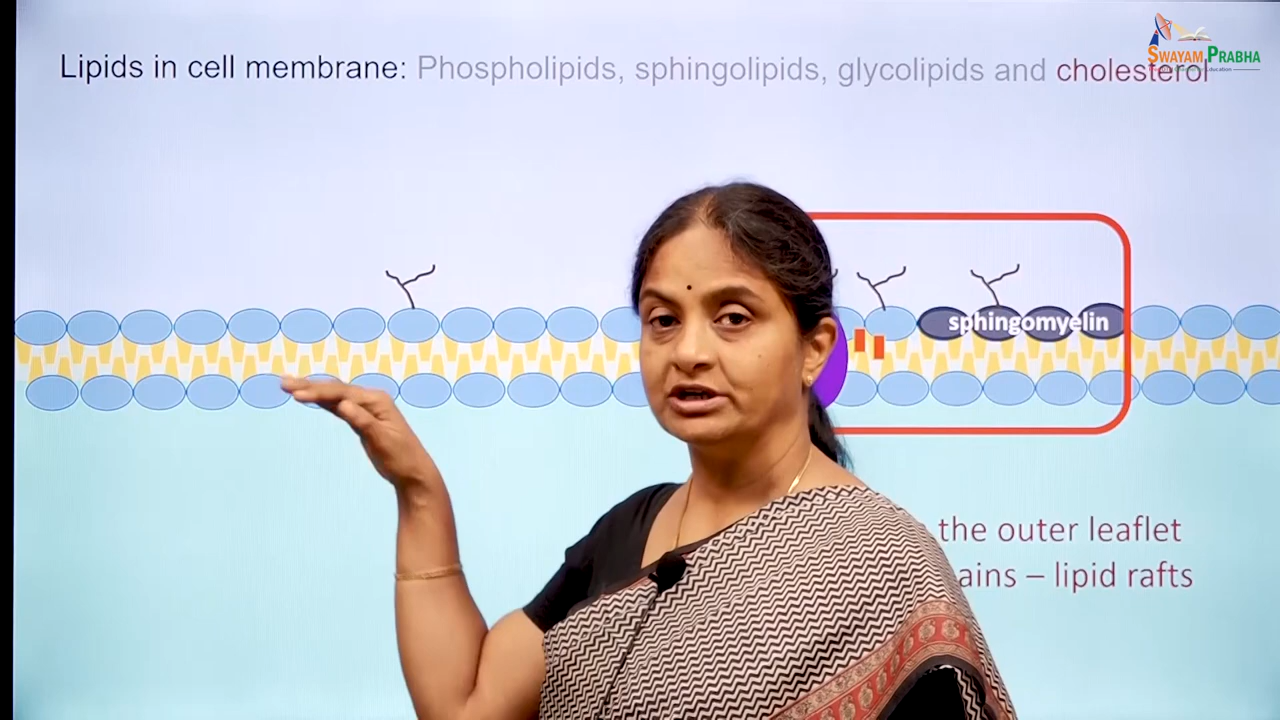 SWAYAM PRABHA
Lipids in cell membrane: Phospholipids, sphingolipids, glycolipids and cholesterol
sphingomyelin
the outer leaflet
ains – lipid rafts